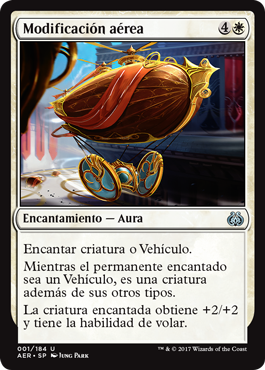 Modificación aérea 4
Encantamiento — Aura
Encantar criatura o Vehículo.
Mientras el permanente encantado
sea un Vehículo, es una criatura
además de sus otros tipos.
La criatura encantada obtiene +2/+2
y tiene la habilidad de volar.
001/184 U
AER • SP Jung Park
™ & © 2017 Wizards of the Coast